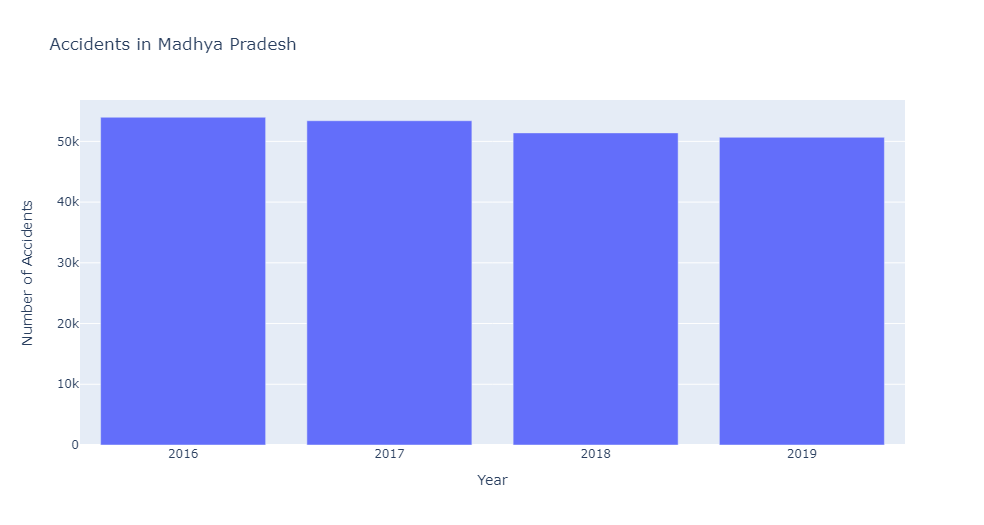 Accidents in Madhya Pradesh
Number of Accidents
50k
40k
30k
20k
10k
0
2016 2017 2018 2019
Year